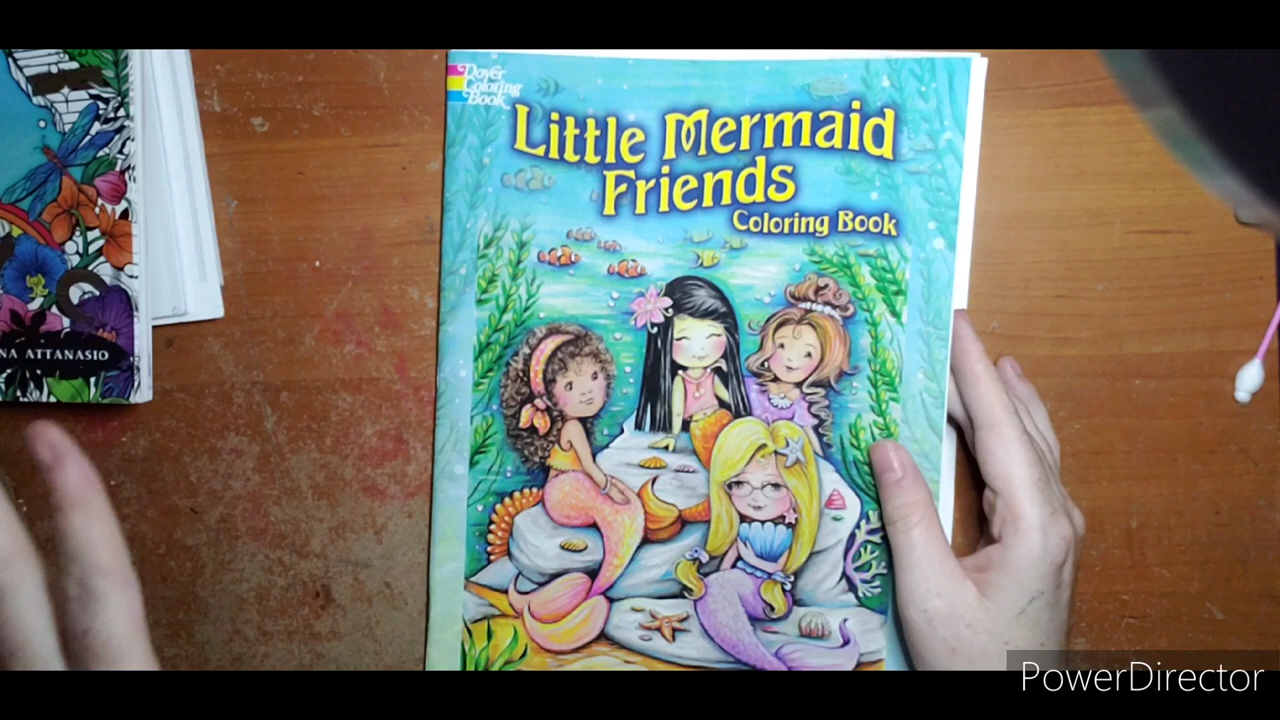 Dover
Coloring
Book
Little Mermaid
Friends
Coloring Book
NA ATTANASIO
PowerDirector